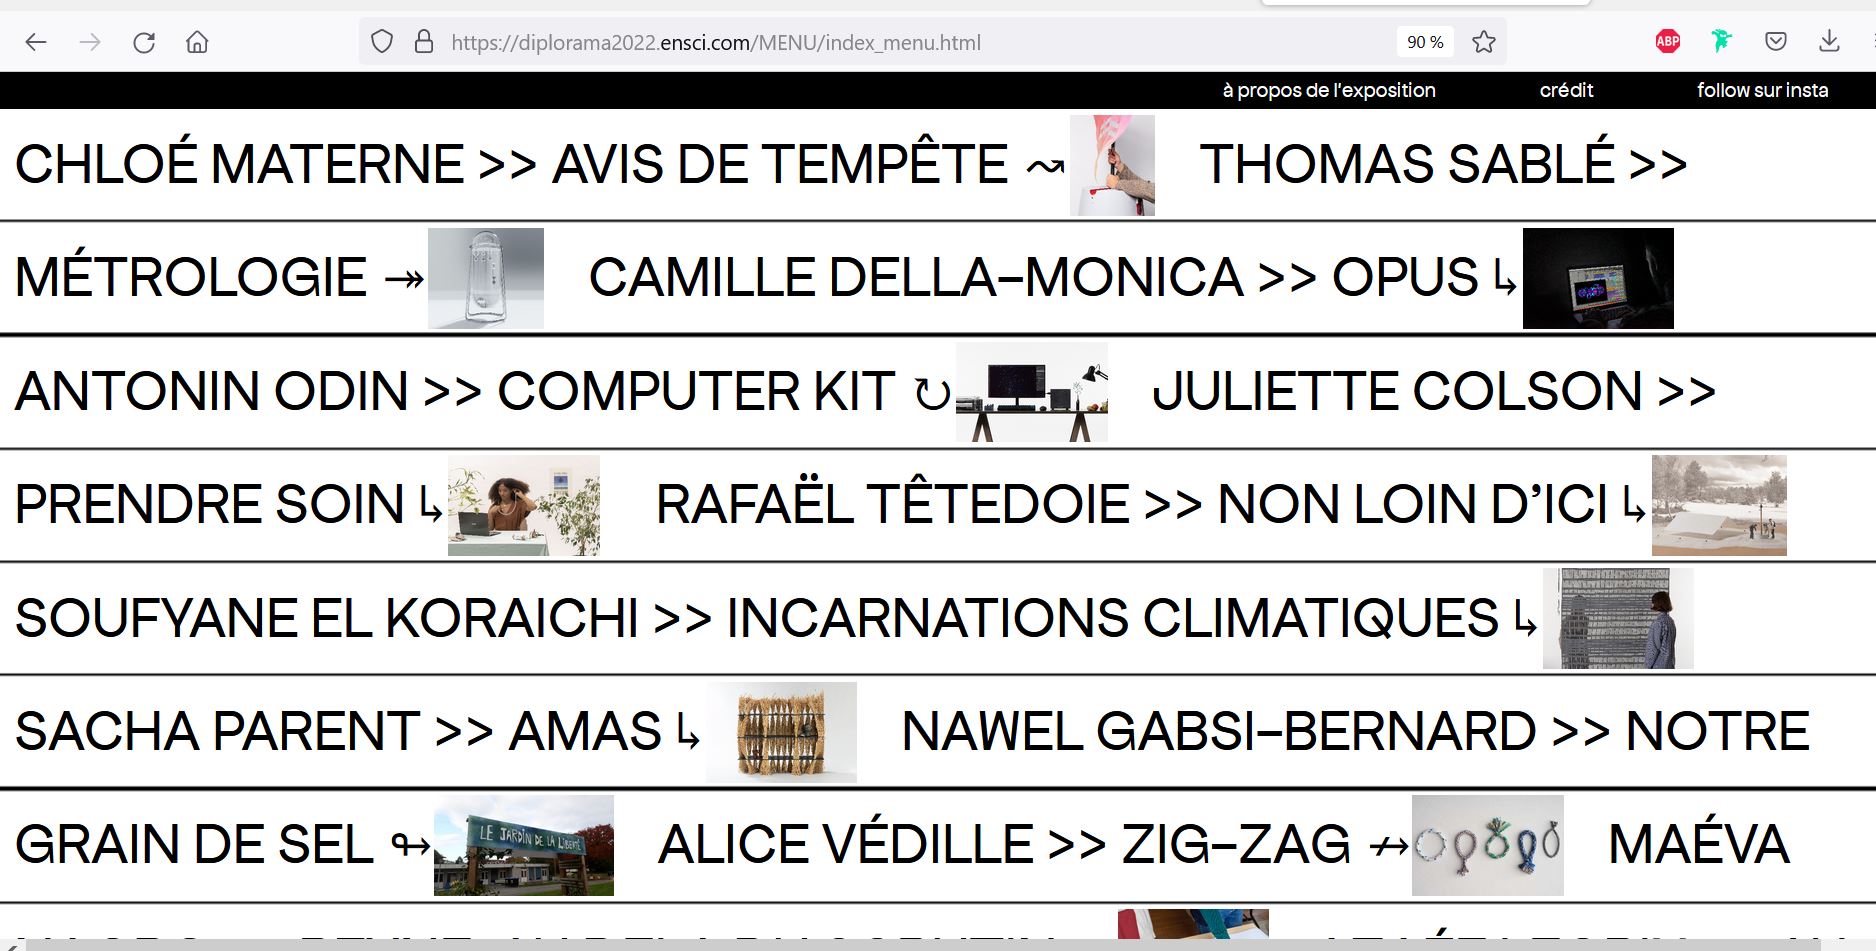 https://diplorama2022.ensci.com/MENU/index_menu.html
90 %
ABP
à propos de l'exposition
crédit
follow sur insta
CHLOÉ MATERNE >> AVIS DE TEMPÊTE ↝ THOMAS SABLÉ >>
MÉTROLOGIE ↠ CAMILLE DELLA–MONICA >> OPUS ↳
ANTONIN ODIN >> COMPUTER KIT ↻ JULIETTE COLSON >>
PRENDRE SOIN ↳ RAFAËL TÊTEDOIE >> NON LOIN D’ICI ↳
SOUFYANE EL KORAICHI >> INCARNATIONS CLIMATIQUES ↳
SACHA PARENT >> AMAS ↳ NAWEL GABSI–BERNARD >> NOTRE
GRAIN DE SEL ↬ LE JARDIN DE LA LIBERTÉ ALICE VÉDILLE >> ZIG–ZAG ↛ MAÉVA